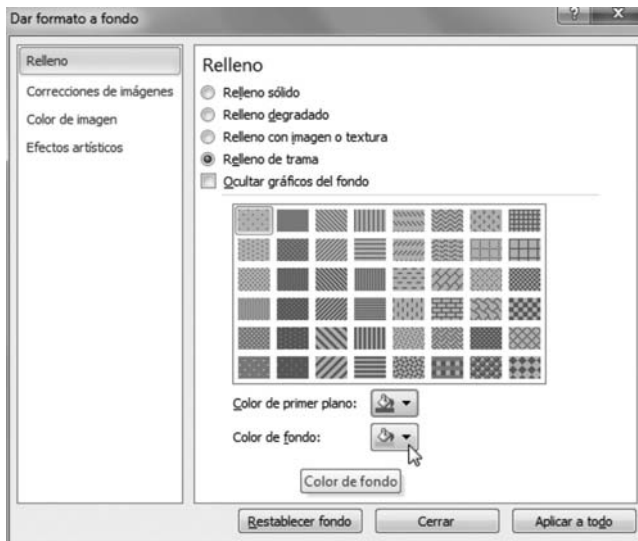 Dar formato a fondo
Relleno
Correcciones de imágenes
Color de imagen
Efectos artísticos
Relleno
Relleno sólido
Relleno degradado
Relleno con imagen o textura
Relleno de trama
Ocultar gráficos del fondo
Color de primer plano:
Color de fondo:
Color de fondo
Restablecer fondo
Cerrar
Aplicar a todo